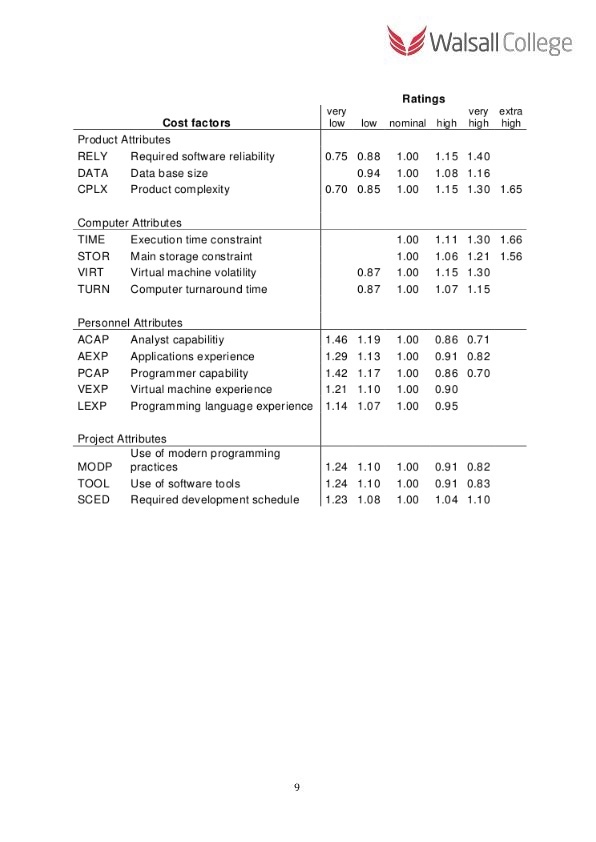 Walsall College
Ratings
very very extra
Cost factors low low nominal high high high
Product Attributes
RELY Required software reliability 0.75 0.88 1.00 1.15 1.40
DATA Data base size 0.94 1.00 1.08 1.16
CPLX Product complexity 0.70 0.85 1.00 1.15 1.30 1.65
Computer Attributes
TIME Execution time constraint 1.00 1.11 1.30 1.66
STOR Main storage constraint 1.00 1.06 1.21 1.56
VIRT Virtual machine volatility 0.87 1.00 1.15 1.30
TURN Computer turnaround time 0.87 1.00 1.07 1.15
Personnel Attributes
ACAP Analyst capabilitiy 1.46 1.19 1.00 0.86 0.71
AEXP Applications experience 1.29 1.13 1.00 0.91 0.82
PCAP Programmer capability 1.42 1.17 1.00 0.86 0.70
VEXP Virtual machine experience 1.21 1.10 1.00 0.90
LEXP Programming language experience 1.14 1.07 1.00 0.95
Project Attributes
Use of modern programming
MODP practices 1.24 1.10 1.00 0.91 0.82
TOOL Use of software tools 1.24 1.10 1.00 0.91 0.83
SCED Required development schedule 1.23 1.08 1.00 1.04 1.10
9